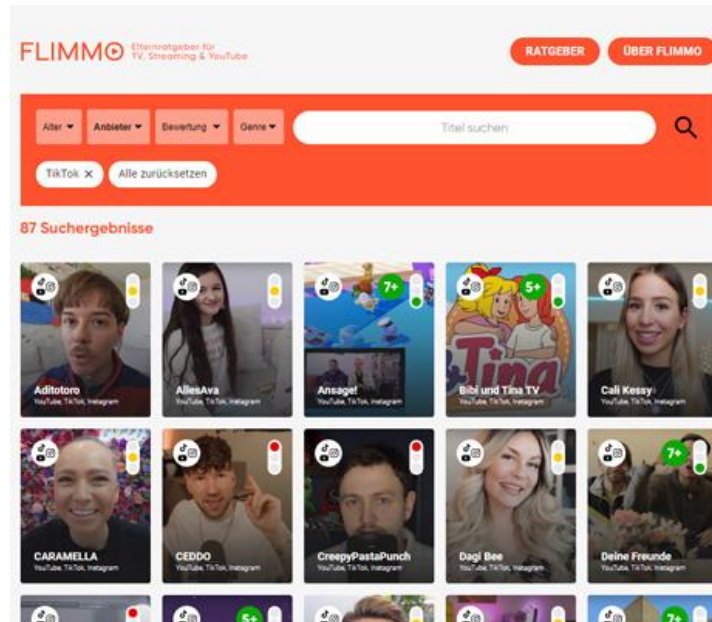 FLIMMO
Elternratgeber für
TV, Streaming & YouTube
RATGEBER
ÜBER FLIMMO
Alter
Anbieter
Bewertung
Genre
Titel suchen
TikTok ×
Alle zurücksetzen
87 Suchergebnisse
7+
5+
Aditotoro
YouTube, TikTok, Instagram
AllesAva
YouTube, TikTok, Instagram
Ansage!
YouTube, TikTok, Instagram
Tina
Bibi und Tina TV
YouTube, TikTok, Instagram
Cali Kessy
YouTube, TikTok, Instagram
7+
CARAMELLA
YouTube, TikTok, Instagram
CEDDO
YouTube, TikTok, Instagram
CreepyPastaPunch
YouTube, TikTok, Instagram
Dagi Bee
YouTube, TikTok, Instagram
Deine Freunde
YouTube, TikTok, Instagram
5+
7+